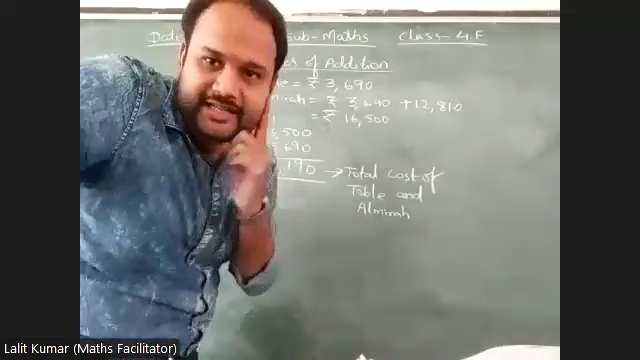 Date sub-Maths class-4.F
of Addition
= ₹ 3,690
= ₹ 3,690 +12,810
= ₹ 16,500
,500
690
,190 → Total cost of
Table and
Almirah
Lalit Kumar (Maths Facilitator)